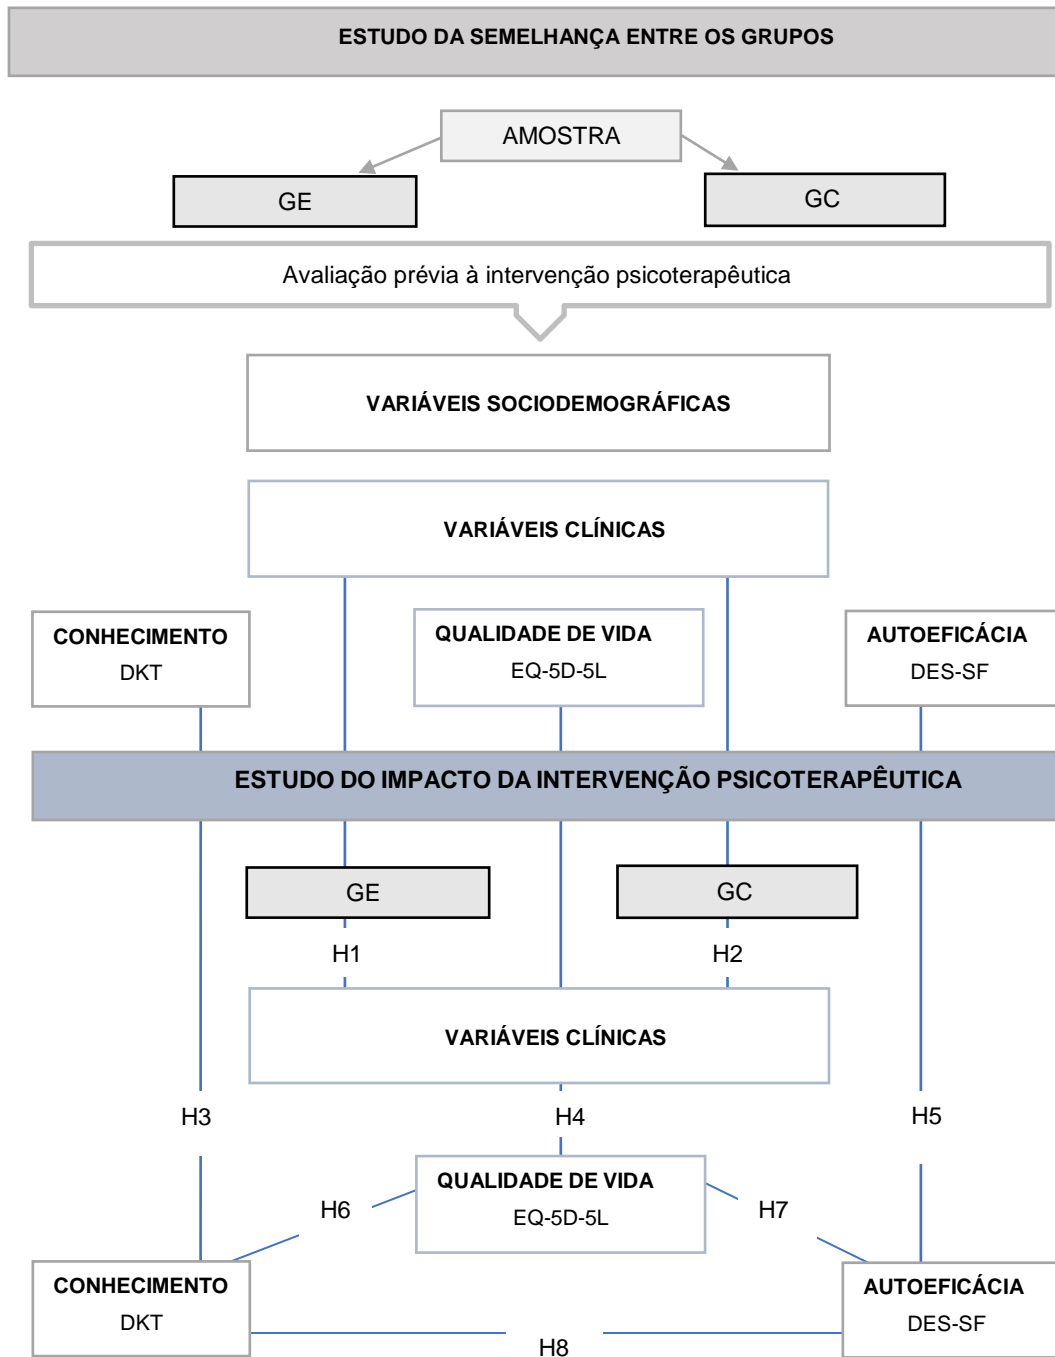 ESTUDO DA SEMELHANÇA ENTRE OS GRUPOS
AMOSTRA
GE
GC
Avaliação prévia à intervenção psicoterapêutica
VARIÁVEIS SOCIODEMOGRÁFICAS
VARIÁVEIS CLÍNICAS
CONHECIMENTO
DKT
QUALIDADE DE VIDA
EQ-5D-5L
AUTOEFICÁCIA
DES-SF
ESTUDO DO IMPACTO DA INTERVENÇÃO PSICOTERAPÊUTICA
GE
GC
H1
H2
VARIÁVEIS CLÍNICAS
H3
H4
H5
QUALIDADE DE VIDA
EQ-5D-5L
H6
H7
CONHECIMENTO
DKT
AUTOEFICÁCIA
DES-SF
H8